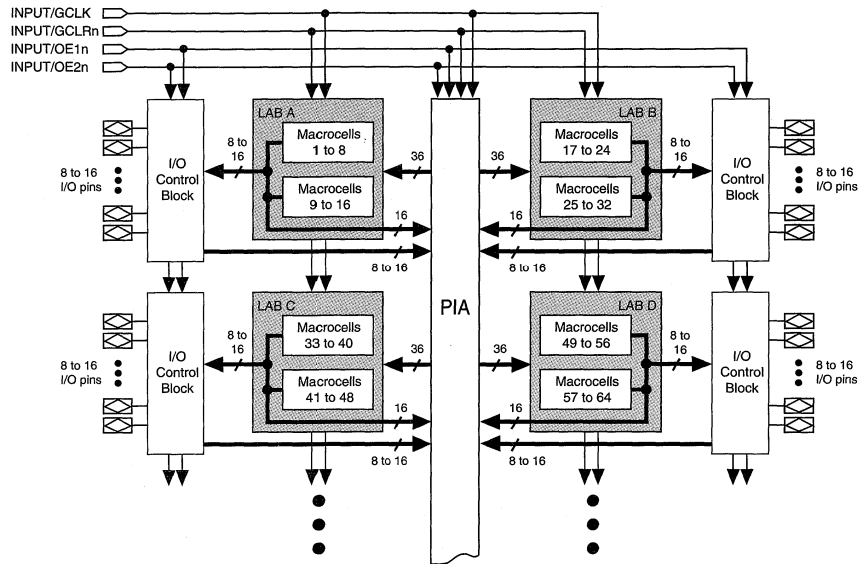 INPUT/GCLK
INPUT/GCLRn
INPUT/OE1n
INPUT/OE2n
LAB A
LAB B
Macrocells
1 to 8
Macrocells
9 to 16
8 to
16
36
16
8 to 16
I/O
Control
Block
8 to 16
I/O pins
36
Macrocells
17 to 24
Macrocells
25 to 32
8 to
16
16
8 to 16
I/O
Control
Block
8 to 16
I/O pins
PIA
LAB C
LAB D
Macrocells
33 to 40
Macrocells
41 to 48
8 to
16
36
16
8 to 16
I/O
Control
Block
8 to 16
I/O pins
36
Macrocells
49 to 56
Macrocells
57 to 64
8 to
16
16
8 to 16
I/O
Control
Block
8 to 16
I/O pins